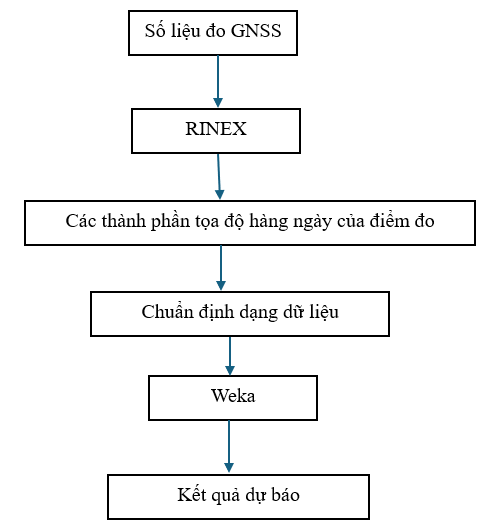 Số liệu đo GNSS
RINEX
Các thành phần tọa độ hàng ngày của điểm đo
Chuẩn định dạng dữ liệu
Weka
Kết quả dự báo